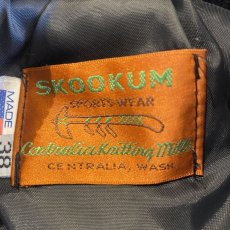 SKOOKUM
SPORTS-WEAR
Centralia Knitting Mills
CENTRALIA, WASH.
MADE
38